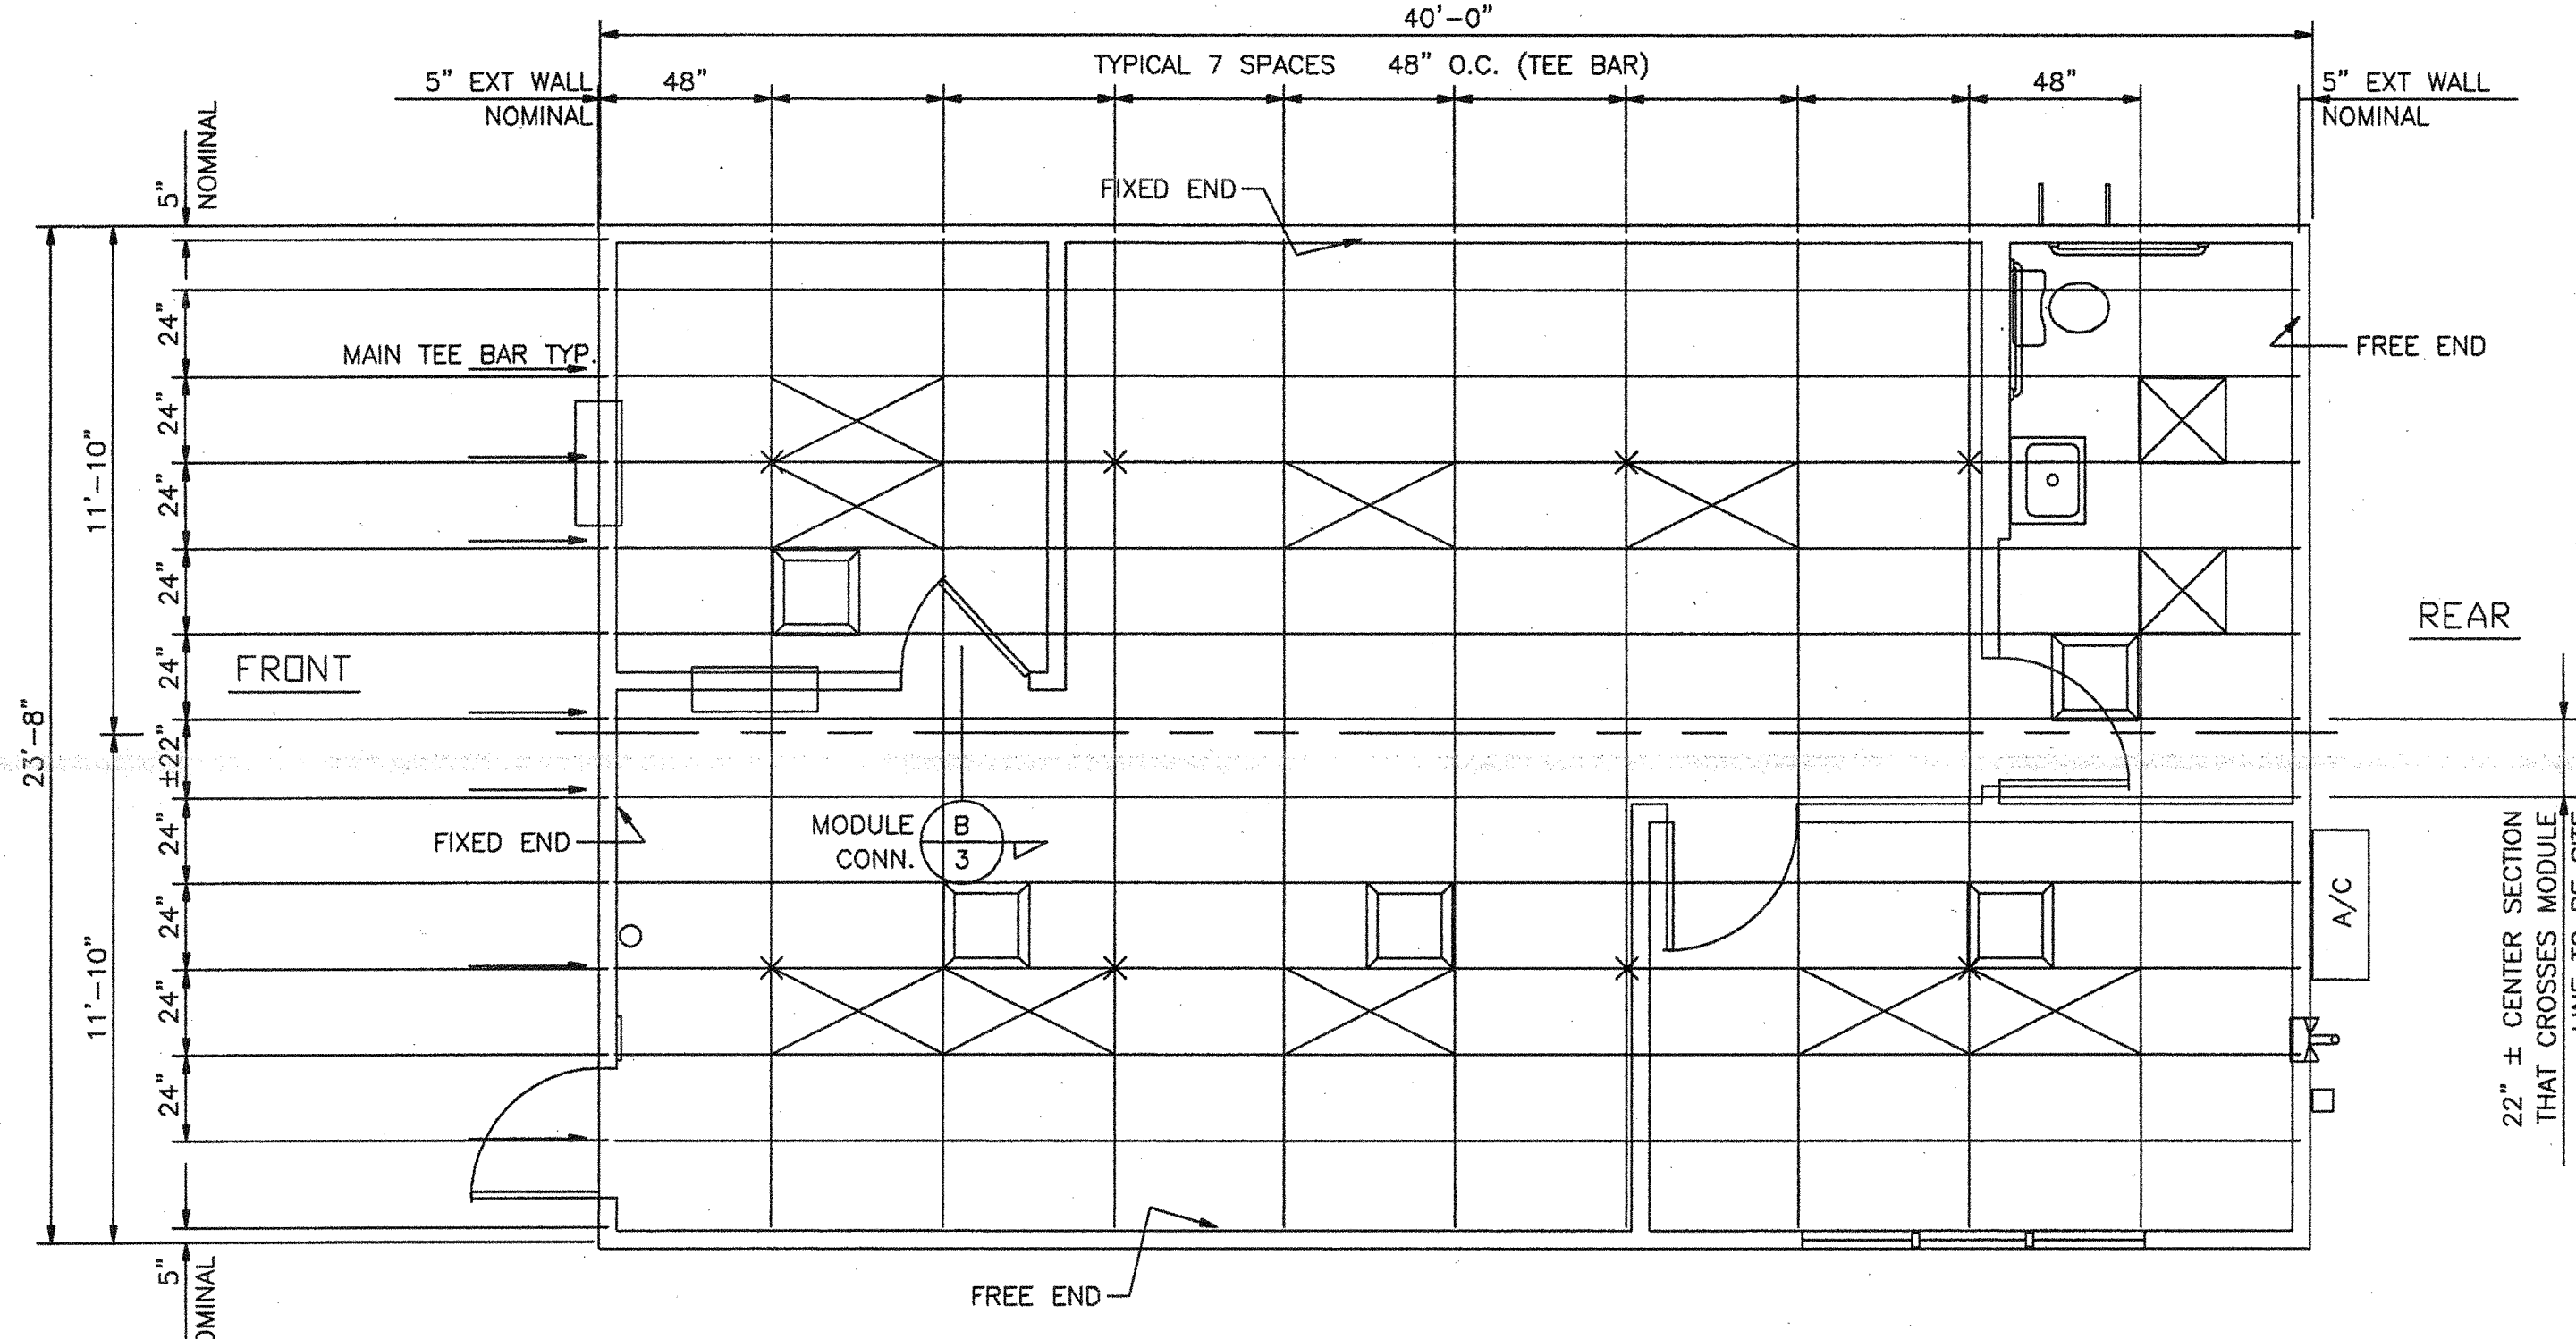 40'-0"
TYPICAL 7 SPACES 48" O.C. (TEE BAR)
5" EXT WALL
NOMINAL
48"
48"
5" EXT WALL
NOMINAL
5"
NOMINAL
FIXED END
24"
MAIN TEE BAR TYP.
FREE END
24"
11'-10"
24"
24"
REAR
24"
FRONT
23'-8"
±22"
24"
MODULE
CONN.
B
3
FIXED END
A/C
22" ± CENTER SECTION
THAT CROSSES MODULE
24"
11'-10"
24"
24"
5"
FREE END